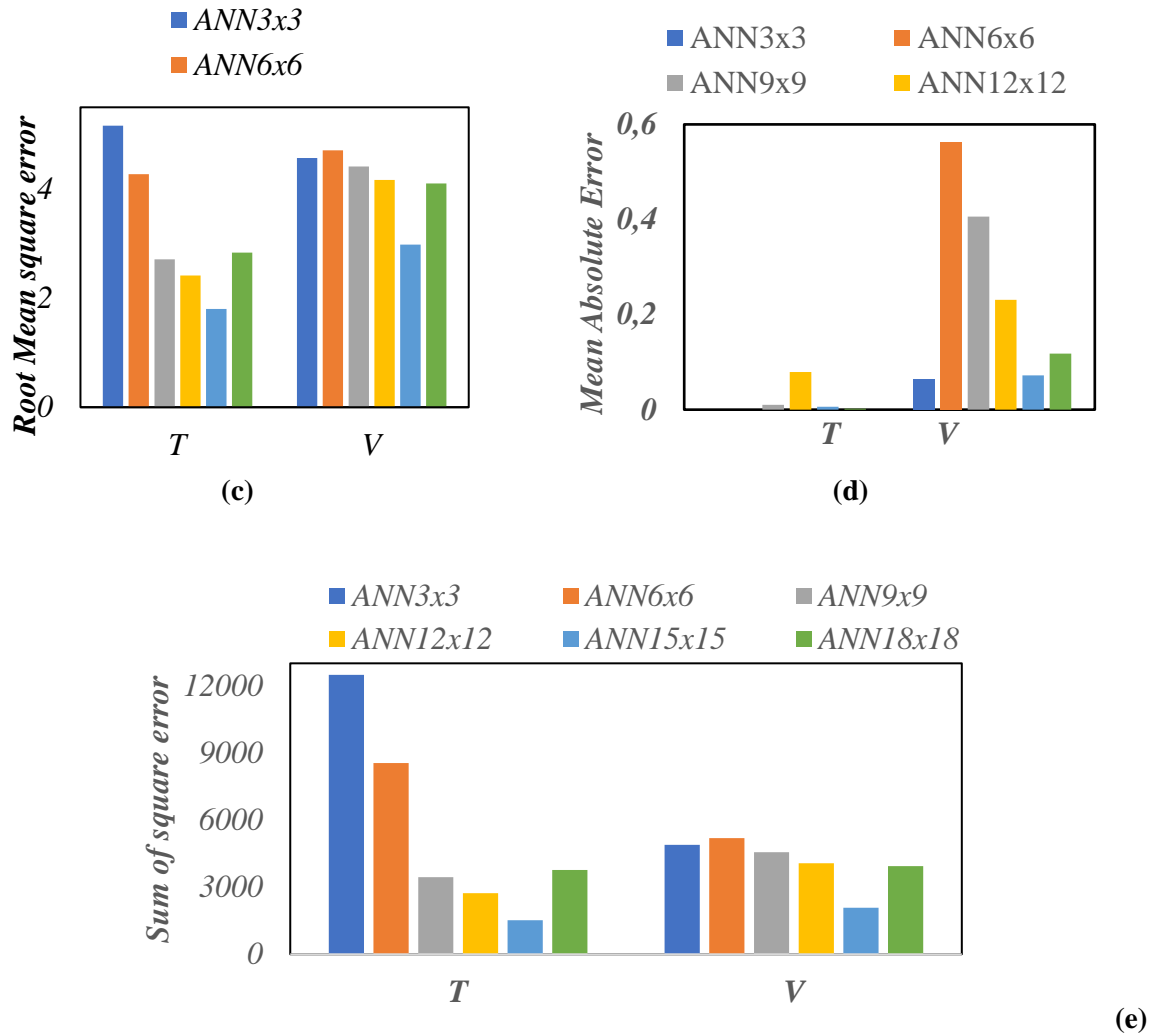 ANN3x3
ANN6x6
Root Mean square error
4
2
0
T V
(c)
ANN3x3 ANN6x6
ANN9x9 ANN12x12
Mean Absolute Error
0,6
0,4
0,2
0
T V
(d)
ANN3x3 ANN6x6 ANN9x9
ANN12x12 ANN15x15 ANN18x18
Sum of square error
12000
9000
6000
3000
0
T V
(e)